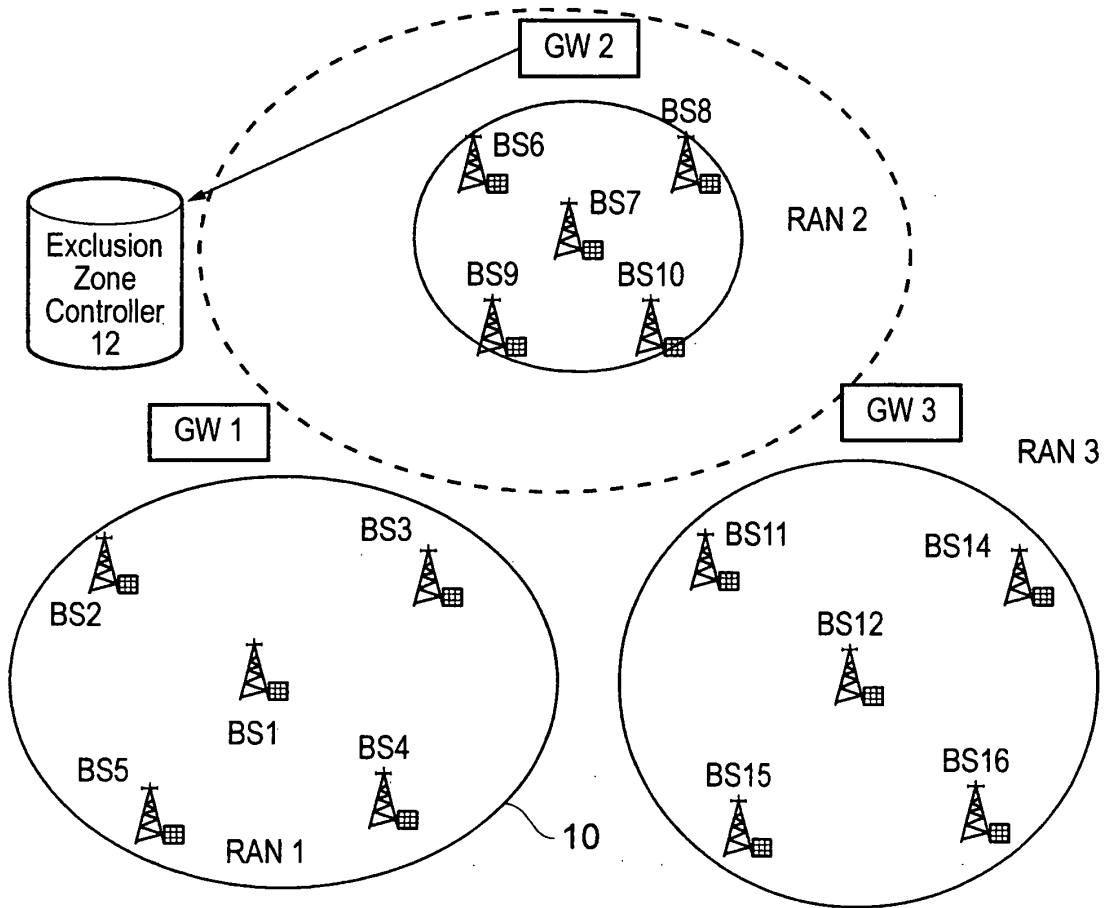 GW 2
BS8
BS6
BS7
RAN 2
Exclusion
Zone
Controller
12
BS9
BS10
GW 1
GW 3
RAN 3
BS3
BS11
BS14
BS2
BS12
BS1
BS4
BS5
BS15
BS16
RAN 1
10